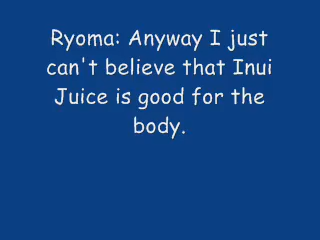 Ryoma: Anyway I just
can't believe that Inui
Juice is good for the
body.